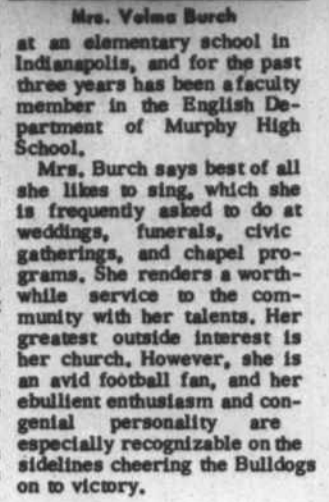 Mrs. Velma Burch
at an elementary school in
Indianapolis, and for the past
three years has been a faculty
member in the English De-
partment of Murphy High
School.
Mrs. Burch says best of all
she likes to sing, which she
is frequently asked to do at
weddings, funerals, civic
gatherings, and chapel pro-
grams. She renders a worth-
while service to the com-
munity with her talents. Her
greatest outside interest is
her church. However, she is
an avid football fan, and her
ebullient enthusiasm and con-
genial personality are
especially recognizable on the
sidelines cheering the Bulldogs
on to victory.